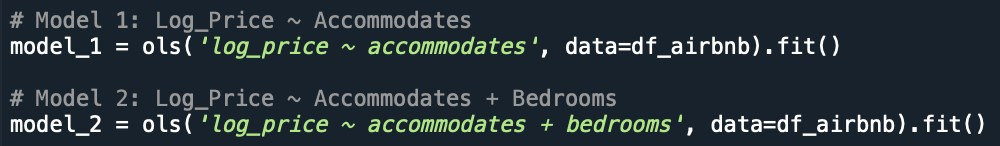 # Model 1: Log_Price ~ Accommodates
model_1 = ols('log_price ~ accommodates', data=df_airbnb).fit()
# Model 2: Log_Price ~ Accommodates + Bedrooms
model_2 = ols('log_price ~ accommodates + bedrooms', data=df_airbnb).fit()